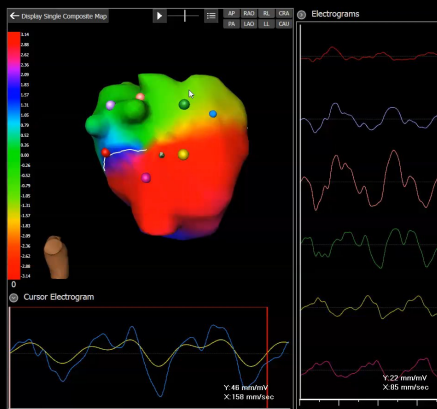 Display Single Composite Map
AP RAO RL CRA
PA LAO LL CAU
Electrograms
3.14
2.88
2.62
2.36
2.09
1.83
1.57
1.31
1.05
0.79
0.52
0.26
0.00
-0.26
-0.52
-0.79
-1.05
-1.31
-1.57
-1.83
-2.09
-2.36
-2.62
-2.88
-3.14
0
Cursor Electrogram
Y:46 mm/mV
X:158 mm/sec
Y:22 mm/mV
X:85 mm/sec